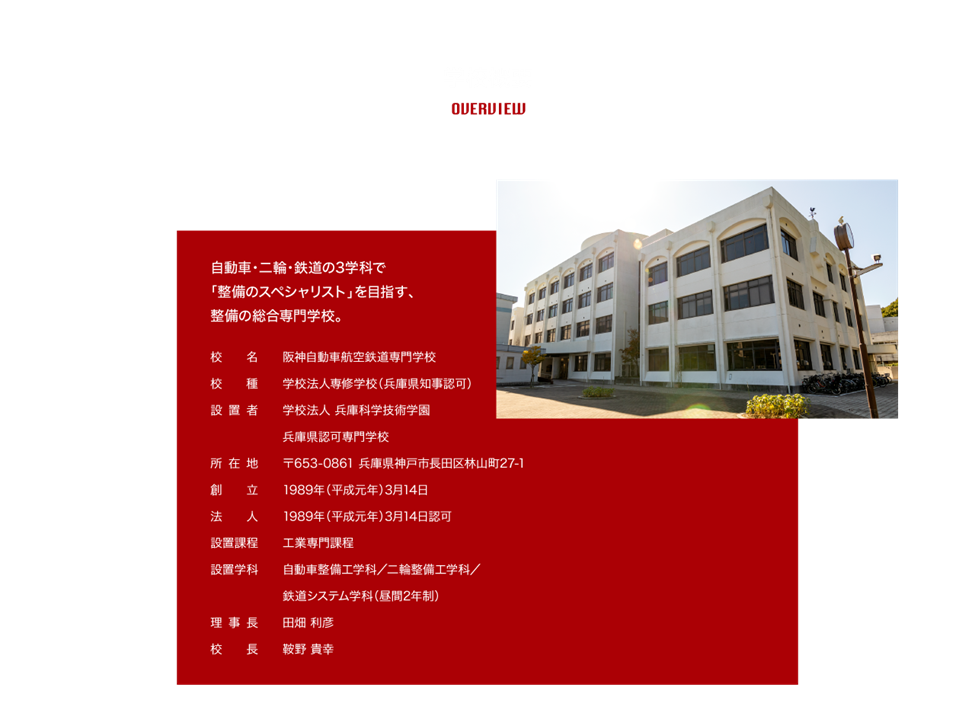 OVERVIEW
自動車・二輪・鉄道の3学科で
「整備のスペシャリスト」を目指す、
整備の総合専門学校。
校名 阪神自動車航空鉄道専門学校
校種 学校法人専修学校(兵庫県知事認可)
設置者 学校法人 兵庫科学技術学園
兵庫県認可専門学校
所在地 〒653-0861 兵庫県神戸市長田区林山町27-1
創立 1989年(平成元年)3月14日
法人 1989年(平成元年)3月14日認可
設置課程 工業専門課程
設置学科 自動車整備工学科／二輪整備工学科／
鉄道システム学科(昼間2年制)
理事長 田畑 利彦
校長 鞍野 貴幸